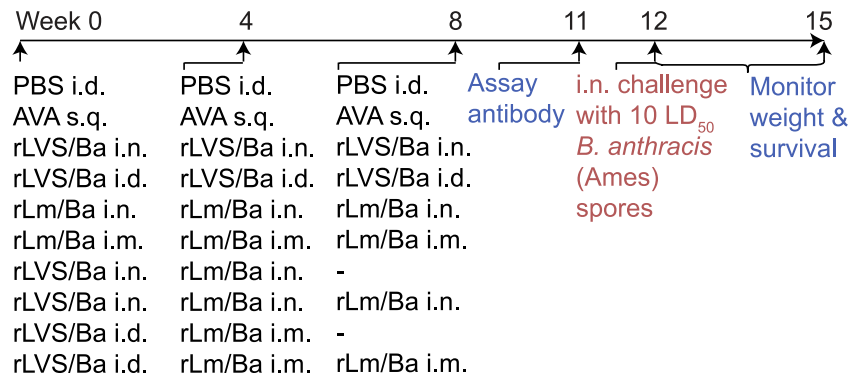 Week 0 4 8 11 12 15
PBS i.d. PBS i.d. PBS i.d. Assay i.n. challenge Monitor
AVA s.q. AVA s.q. AVA s.q. antibody with 10 LD50 weight &
rLVS/Ba i.n. rLVS/Ba i.n. rLVS/Ba i.n. B. anthracis survival
rLVS/Ba i.d. rLVS/Ba i.d. rLVS/Ba i.d. (Ames)
rLm/Ba i.n. rLm/Ba i.n. rLm/Ba i.n. spores
rLm/Ba i.m. rLm/Ba i.m. rLm/Ba i.m.
rLVS/Ba i.n. rLm/Ba i.n. -
rLVS/Ba i.n. rLm/Ba i.n. rLm/Ba i.n.
rLVS/Ba i.d. rLm/Ba i.m. -
rLVS/Ba i.d. rLm/Ba i.m. rLm/Ba i.m.